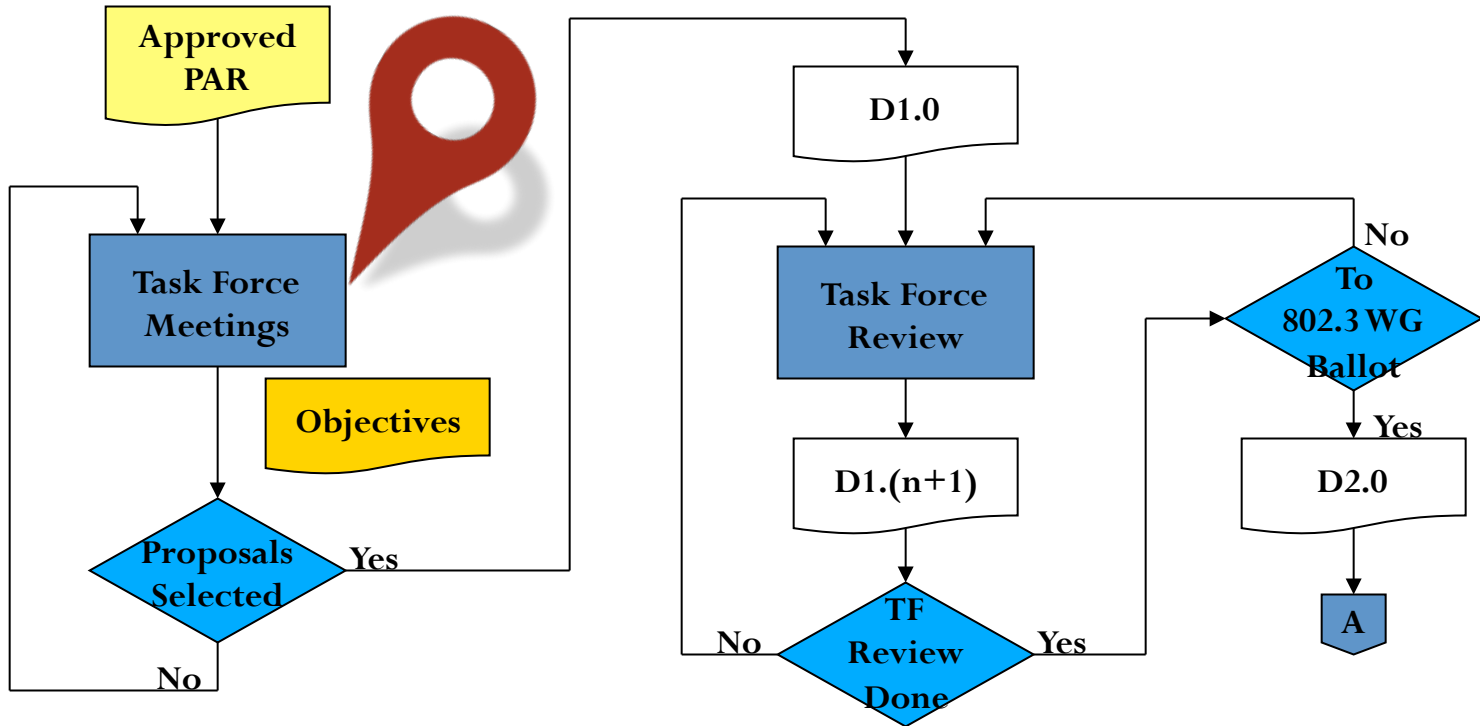 Approved
PAR
Task Force
Meetings
Objectives
Proposals
Selected
Yes
No
D1.0
Task Force
Review
D1.(n+1)
TF
Review
Done
No
Yes
To
802.3 WG
Ballot
No
Yes
D2.0
A